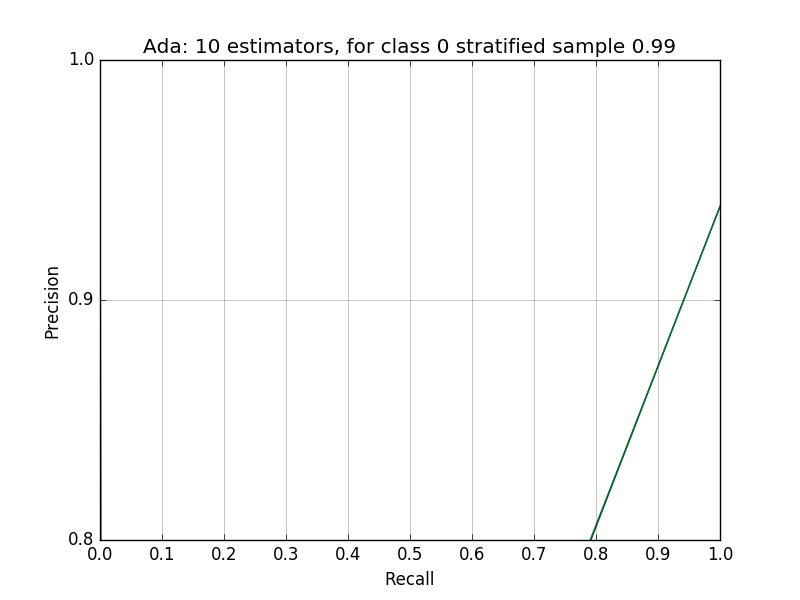 Ada: 10 estimators, for class 0 stratified sample 0.99
1.0
0.9
0.8
Precision
0.0 0.1 0.2 0.3 0.4 0.5 0.6 0.7 0.8 0.9 1.0
Recall